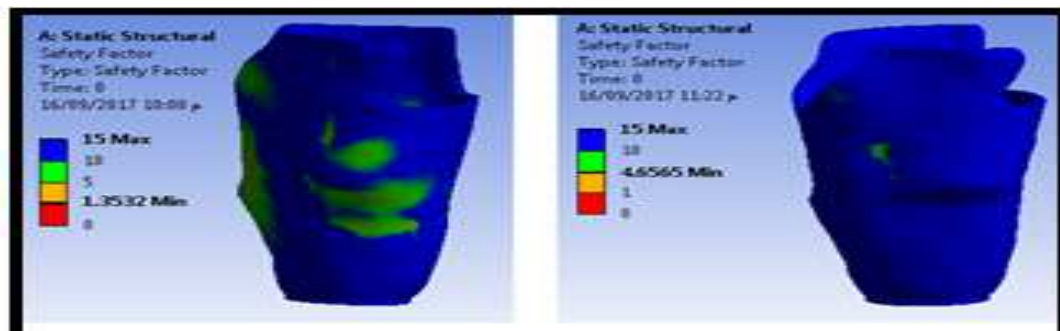 A: Static Structural
Safety Factor
Type: Safety Factor
Time: 0
16/09/2017 10:08 م
15 Max
10
5
1.3532 Min
0
A: Static Structural
Safety Factor
Type: Safety Factor
Time: 0
16/09/2017 11:22 م
15 Max
10
4.6565 Min
1
0